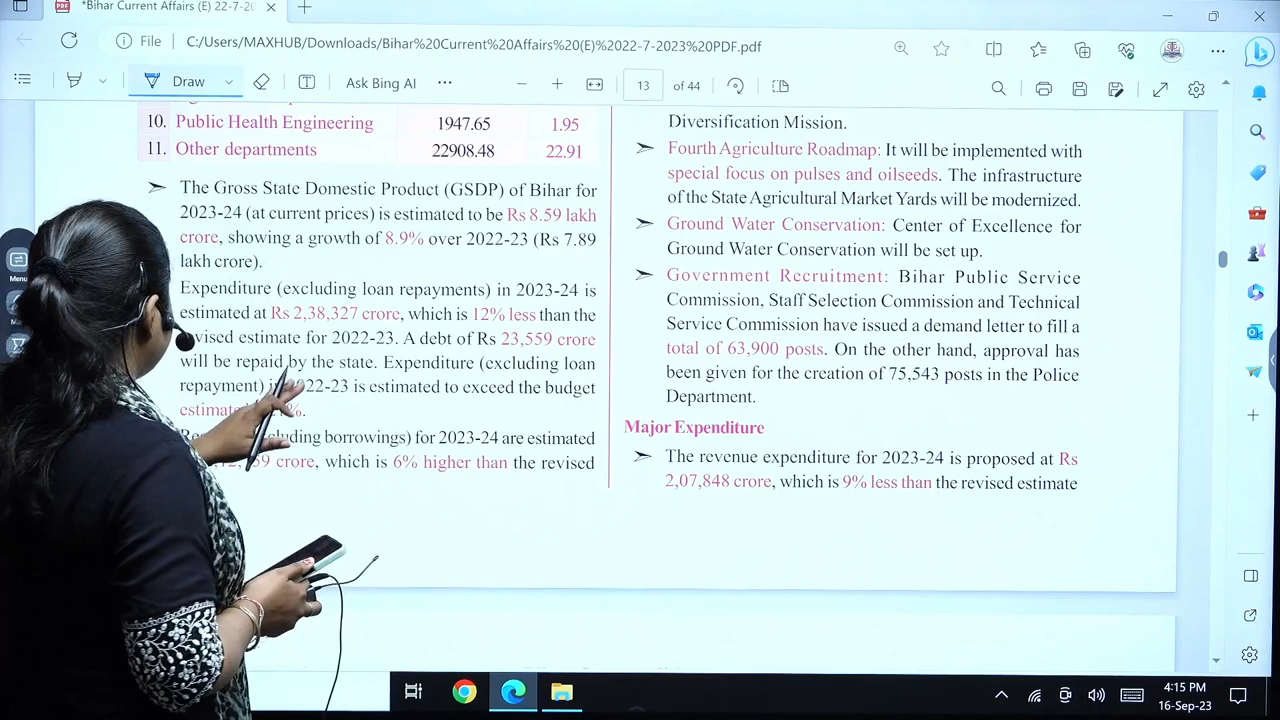 *Bihar Current Affairs (E) 22-7-20
File
C:/Users/MAXHUB/Downloads/Bihar%20Current%20Affairs%20(E)%2022-7-2023%20PDF.pdf
Draw
Ask Bing AI
13 of 44
10. Public Health Engineering 1947.65 1.95
11. Other departments 22908.48 22.91
The Gross State Domestic Product (GSDP) of Bihar for
2023-24 (at current prices) is estimated to be Rs 8.59 lakh
crore, showing a growth of 8.9% over 2022-23 (Rs 7.89
lakh crore).
Expenditure (excluding loan repayments) in 2023-24 is
estimated at Rs 2,38,327 crore, which is 12% less than the
revised estimate for 2022-23. A debt of Rs 23,559 crore
will be repaid by the state. Expenditure (excluding loan
repayment) 2022-23 is estimated to exceed the budget
%.
borrowings) for 2023-24 are estimated
crore, which is 6% higher than the revised
Diversification Mission.
Fourth Agriculture Roadmap: It will be implemented with
special focus on pulses and oilseeds. The infrastructure
of the State Agricultural Market Yards will be modernized.
Ground Water Conservation: Center of Excellence for
Ground Water Conservation will be set up.
Government Recruitment: Bihar Public Service
Commission, Staff Selection Commission and Technical
Service Commission have issued a demand letter to fill a
total of 63,900 posts. On the other hand, approval has
been given for the creation of 75,543 posts in the Police
Department.
Major Expenditure
The revenue expenditure for 2023-24 is proposed at Rs
2,07,848 crore, which is 9% less than the revised estimate
Menu
4:15 PM
16-Sep-23